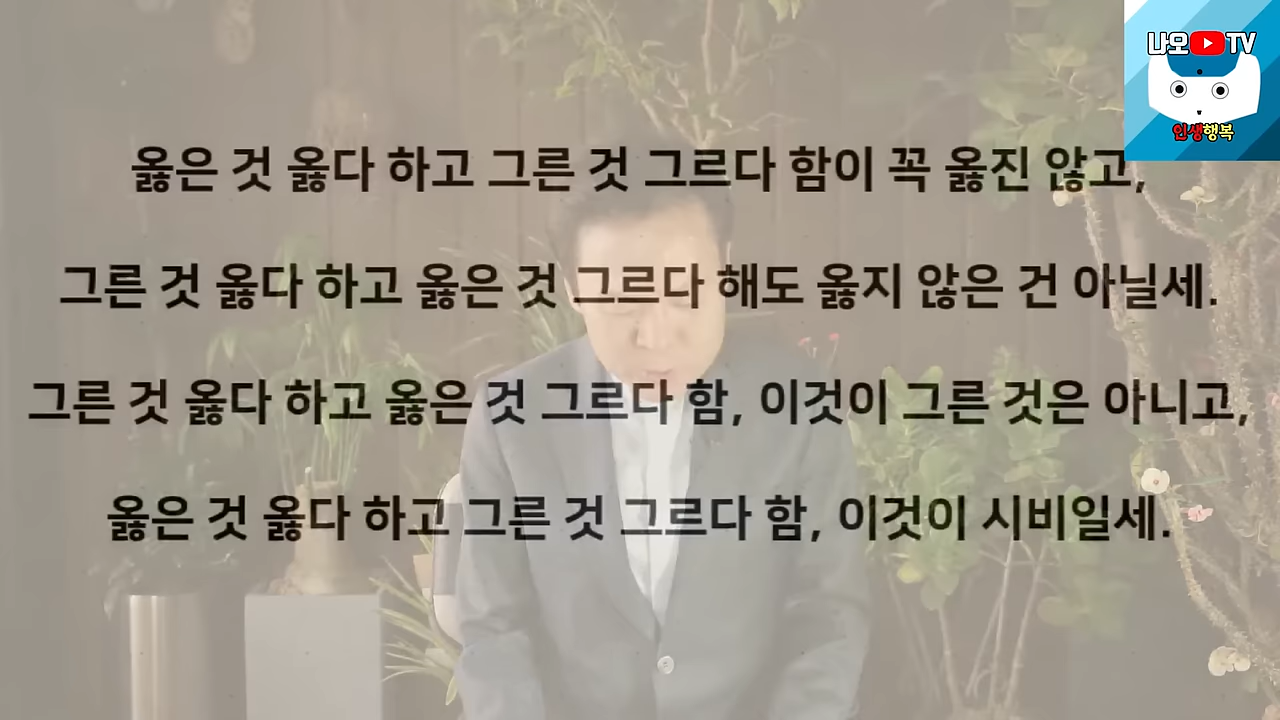 나오 TV
인생행복
옳은 것 옳다 하고 그른 것 그르다 함이 꼭 옳진 않고,
그른 것 옳다 하고 옳은 것 그르다 해도 옳지 않은 건 아닐세.
그른 것 옳다 하고 옳은 것 그르다 함, 이것이 그른 것은 아니고,
옳은 것 옳다 하고 그른 것 그르다 함, 이것이 시비일세.